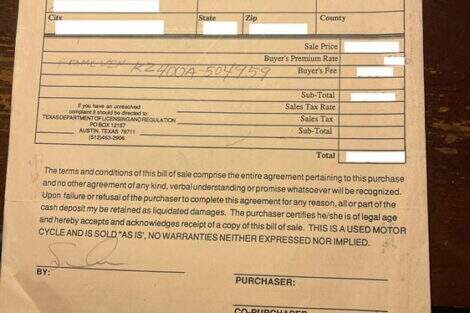 City
State
Zip
County
Sale Price
Buyer's Premium Rate
KZ400A-504959
Buyer's Fee
Sub-Total
If you have an unresolved
complaint it should be directed to:
TEXAS DEPARTMENT OF LICENSING AND REGULATION
PO BOX 12157
AUSTIN, TEXAS 78711
(512)463-2906
Sales Tax Rate
Sales Tax
Sub-Total
Total
The terms and conditions of this bill of sale comprise the entire agreement pertaining to this purchase
and no other agreement of any kind, verbal understanding or promise whatsoever will be recognized.
Upon failure or refusal of the purchaser to complete this agreement for any reason, all or part of the
cash deposit my be retained as liquidated damages. The purchaser certifies he/she is of legal age
and hereby accepts and acknowledges receipt of a copy of this bill of sale. THIS IS A USED MOTOR
CYCLE AND IS SOLD "AS IS', NO WARRANTIES NEITHER EXPRESSED NOR IMPLIED.
BY:
PURCHASER:
CO-PURCHASER: